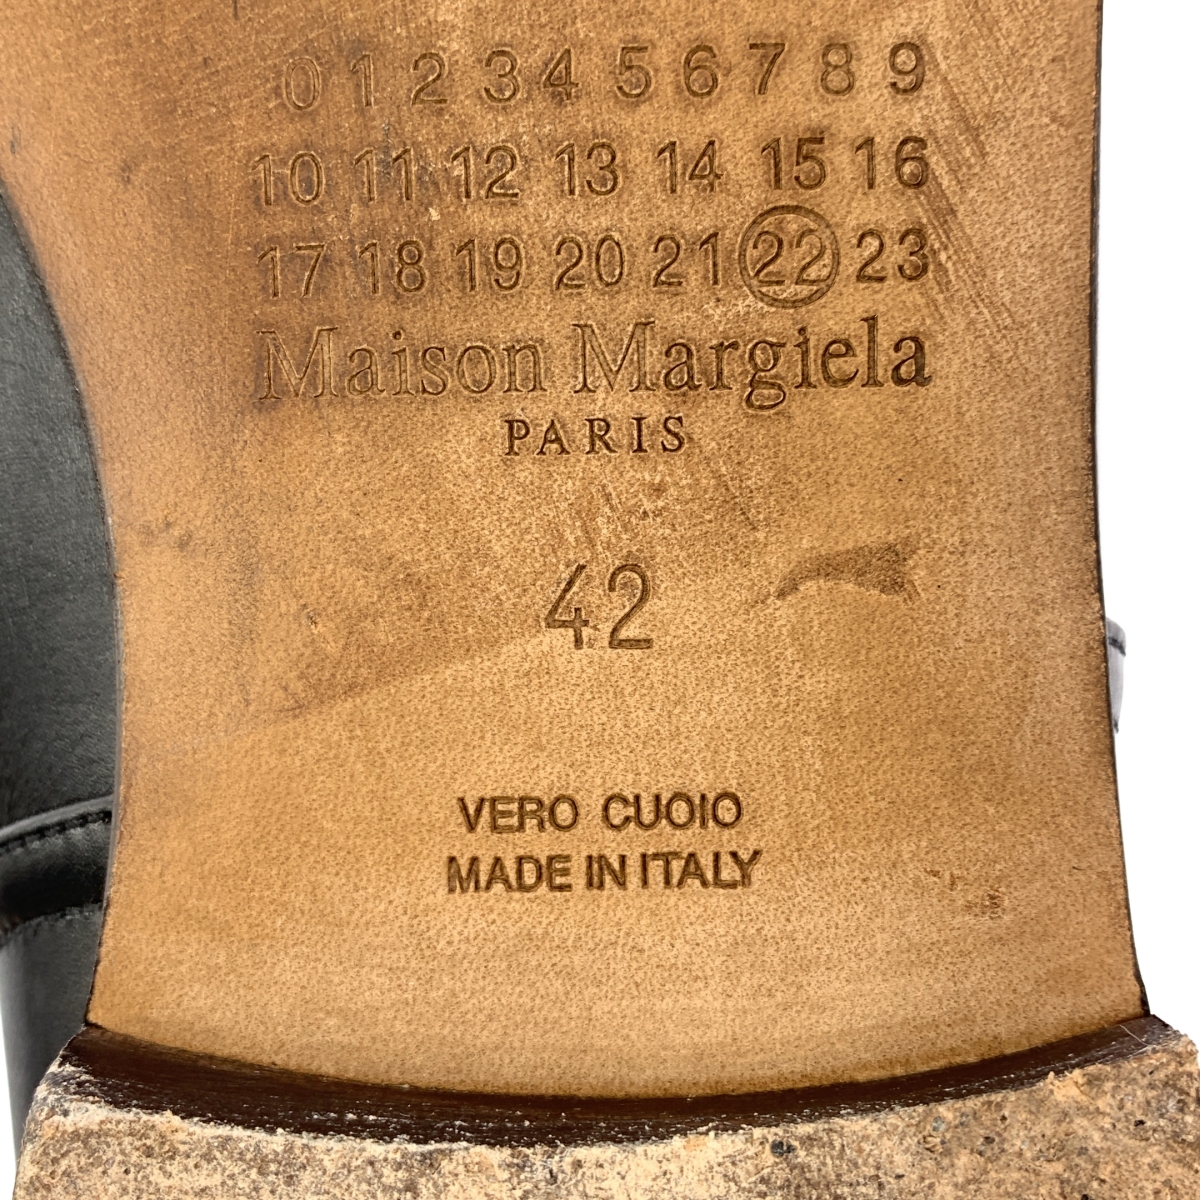 0 1 2 3 4 5 6 7 8 9
10 11 12 13 14 15 16
17 18 19 20 21 22 23
Maison Margiela
PARIS
42
VERO CUOIO
MADE IN ITALY